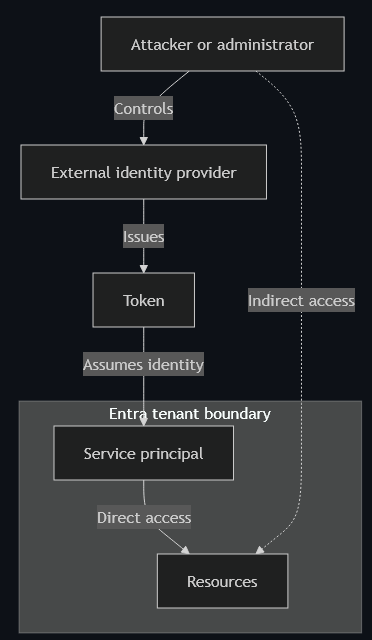 Attacker or administrator
Controls
External identity provider
Issues
Token
Indirect access
Assumes identity
Entra tenant boundary
Service principal
Direct access
Resources